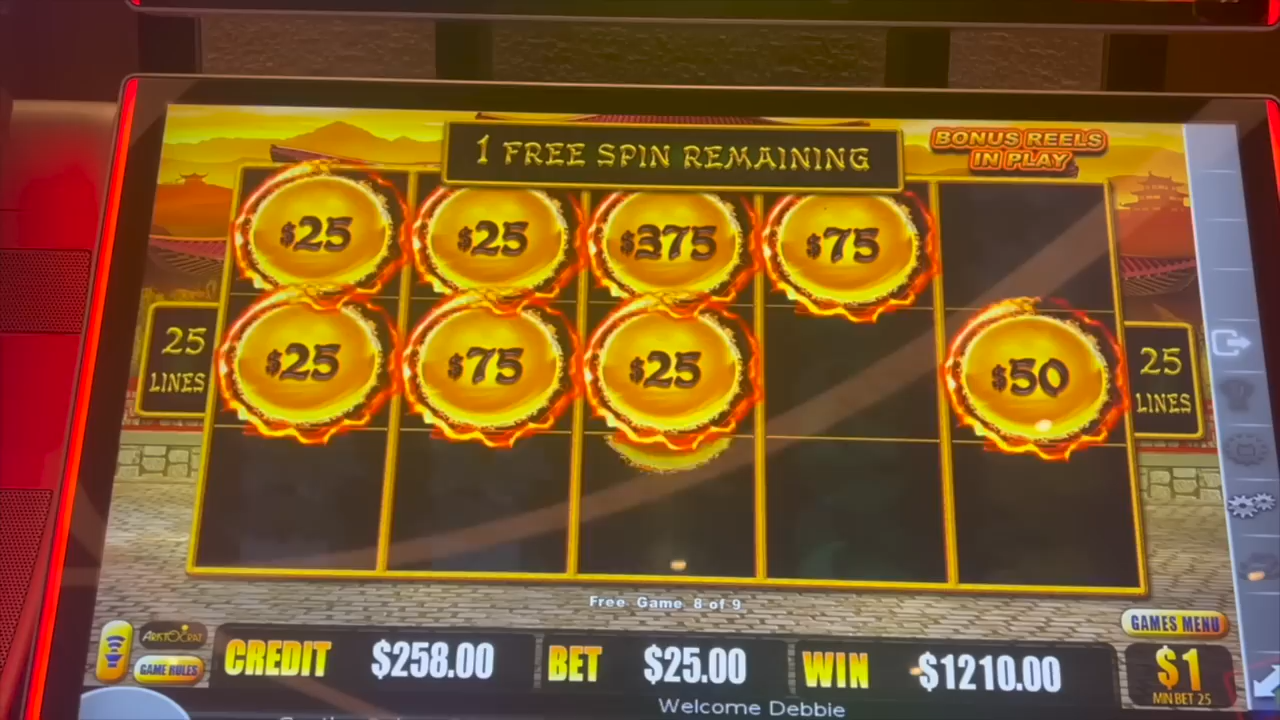 1 FREE SPIN REMAINING
BONUS REELS
IN PLAY
$25 $25 $375 $75
25
LINES
$25 $75 $25 $50
25
LINES
Free Game 8 of 9
GAMES MENU
ARISTOCRAT
GAME RULES
CREDIT $258.00 BET $25.00 WIN $1210.00
$1
MIN BET 25
Welcome Debbie